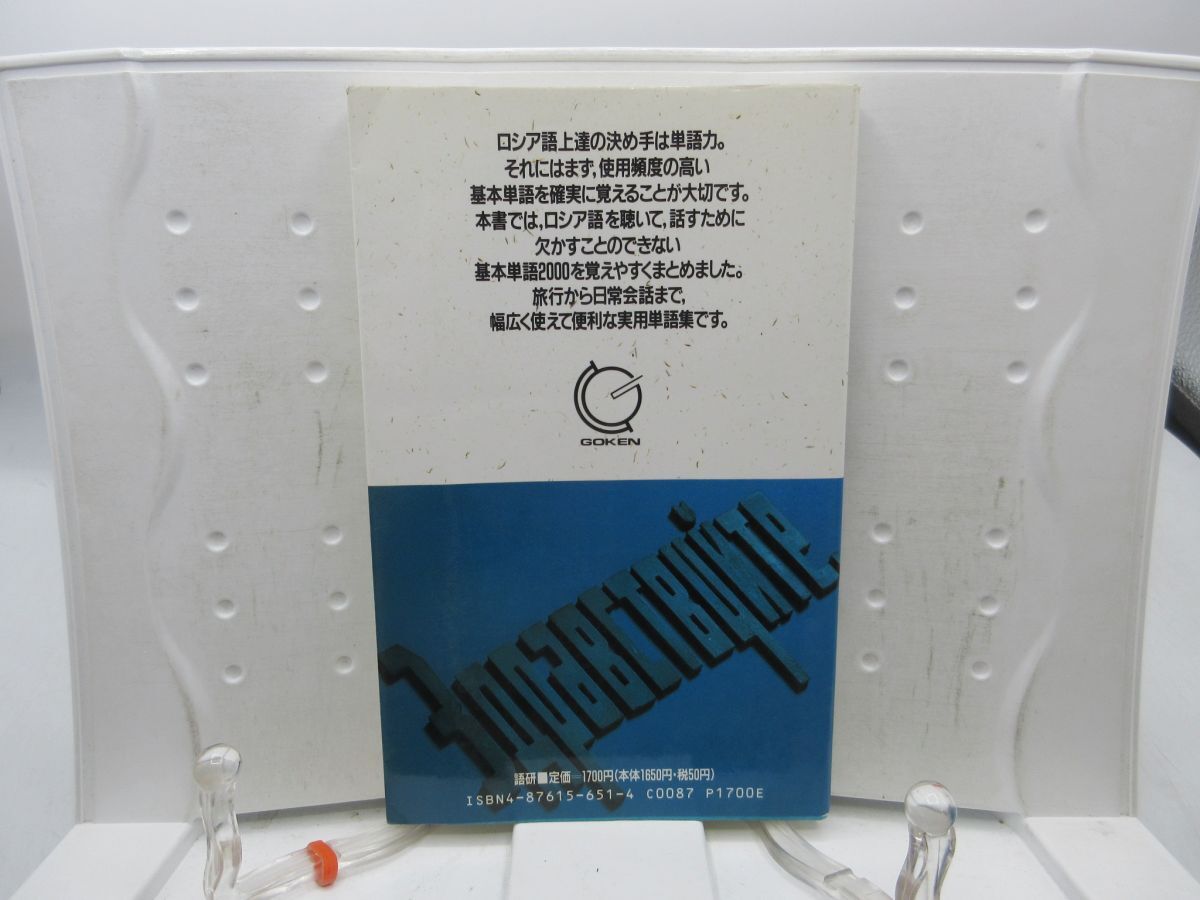 ロシア語上達の決め手は単語力。
それにはまず,使用頻度の高い
基本単語を確実に覚えることが大切です。
本書では,ロシア語を聴いて,話すために
欠かすことのできない
基本単語2000を覚えやすくまとめました。
旅行から日常会話まで,
幅広く使えて便利な実用単語集です。
GOKEN
Здравствуйте
語研■定価=1700円(本体1650円・税50円)
ISBN4-87615-651-4 C0087 P1700E